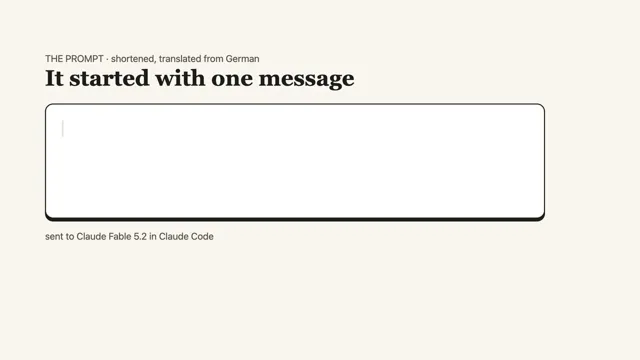 THE PROMPT · shortened, translated from German
It started with one message
sent to Claude Fable 5.2 in Claude Code